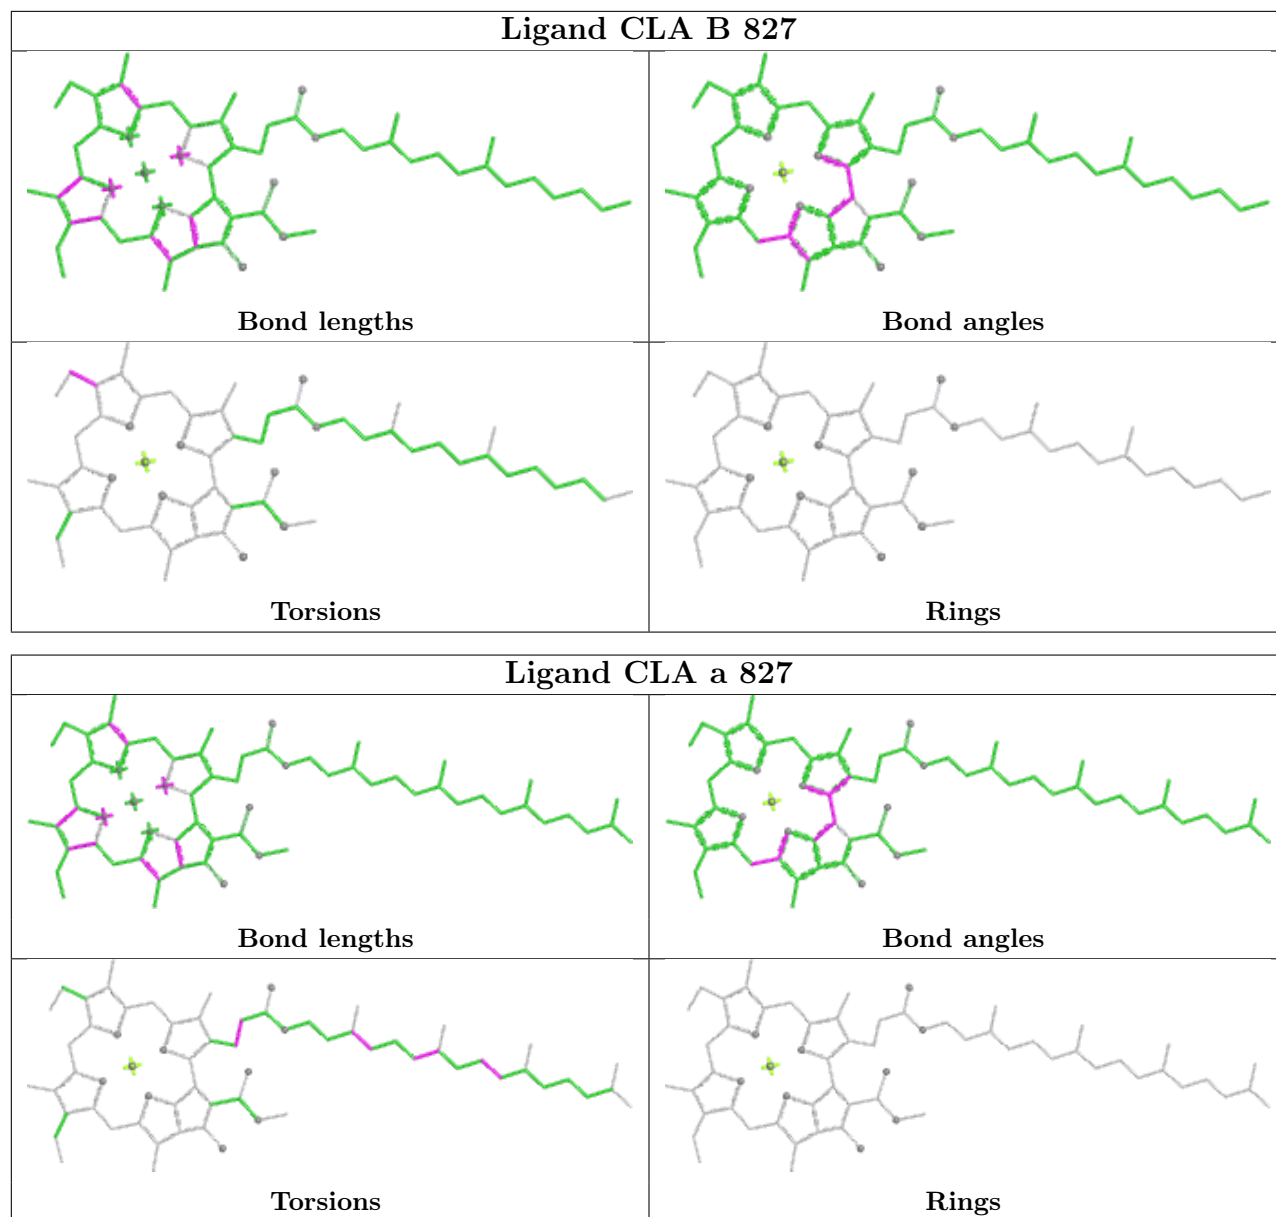 Ligand CLA B 827
Bond lengths
Bond angles
Torsions
Rings
Ligand CLA a 827
Bond lengths
Bond angles
Torsions
Rings